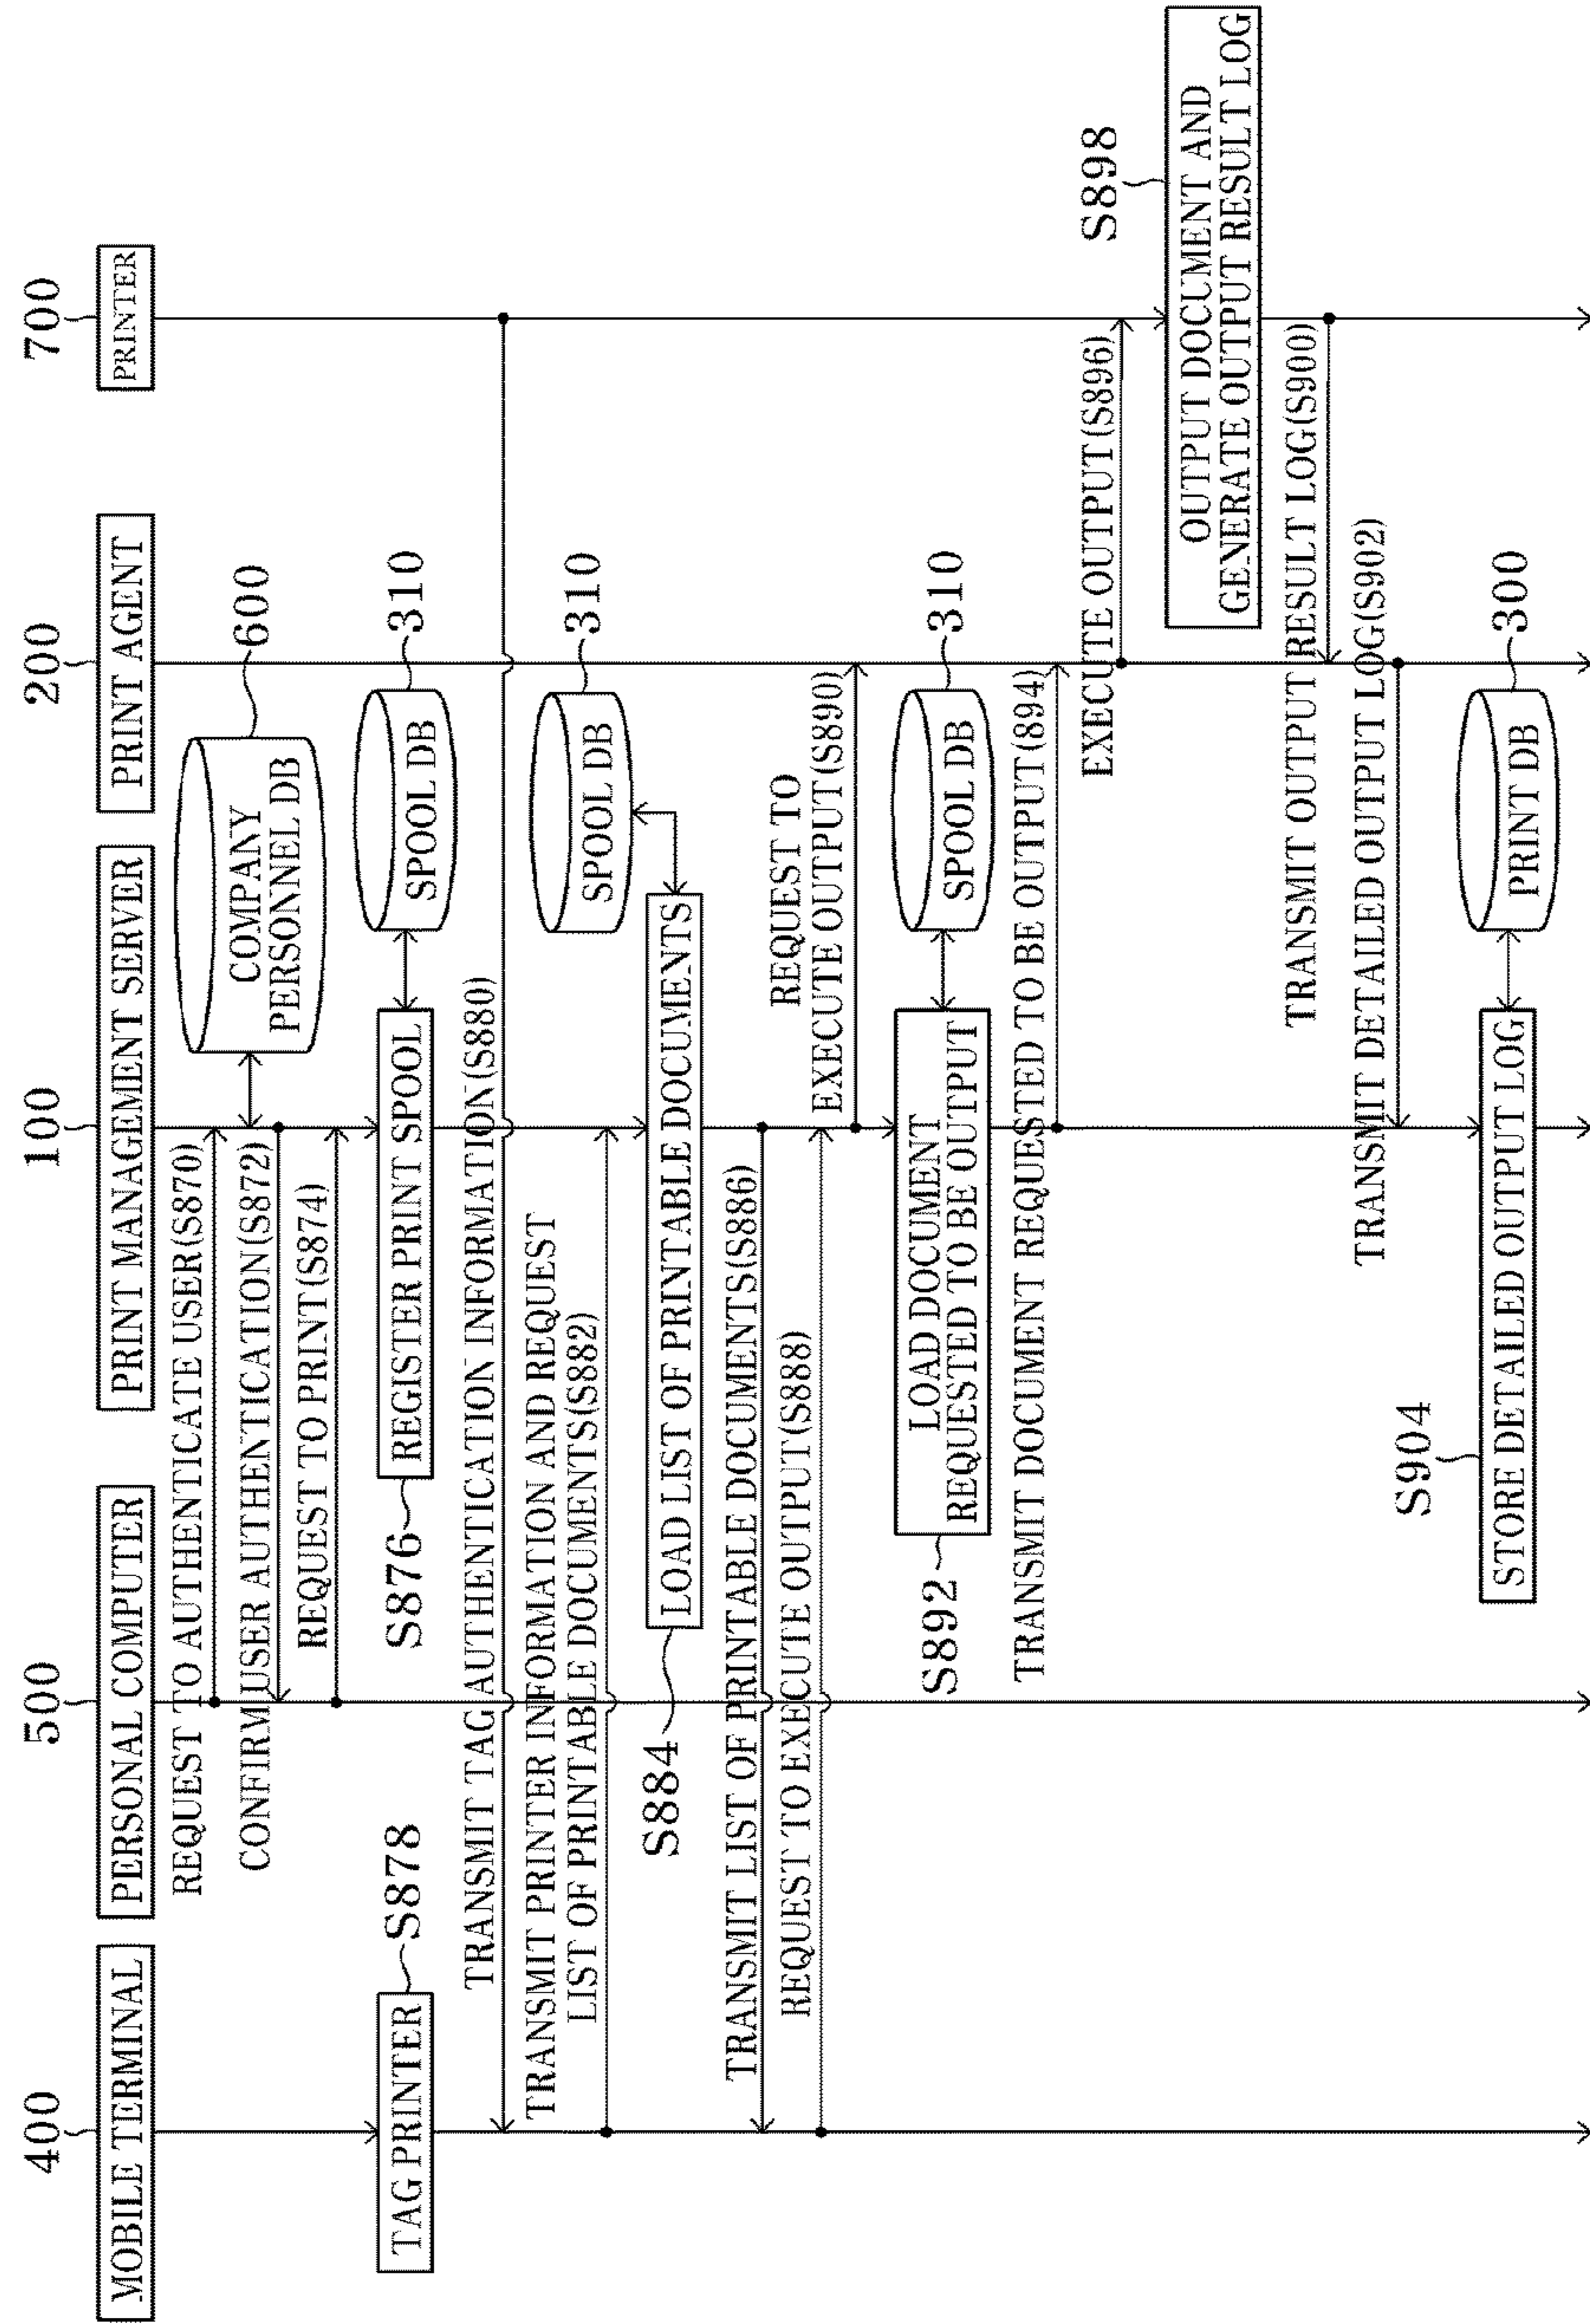 400
500
100
200
700
MOBILE TERMINAL
PERSONAL COMPUTER
PRINT MANAGEMENT SERVER
PRINT AGENT
PRINTER
REQUEST TO AUTHENTICATE USER(S870)
COMPANY
PERSONNEL DB
600
CONFIRM USER AUTHENTICATION(S872)
REQUEST TO PRINT(S874)
TAG PRINTER
S878
S876
REGISTER PRINT SPOOL
SPOOL DB
310
TRANSMIT TAG AUTHENTICATION INFORMATION(S880)
TRANSMIT PRINTER INFORMATION AND REQUEST
LIST OF PRINTABLE DOCUMENTS(S882)
SPOOL DB
310
S884
LOAD LIST OF PRINTABLE DOCUMENTS
TRANSMIT LIST OF PRINTABLE DOCUMENTS(S886)
REQUEST TO EXECUTE OUTPUT(S888)
REQUEST TO
EXECUTE OUTPUT(S890)
S892
LOAD DOCUMENT
REQUESTED TO BE OUTPUT
SPOOL DB
310
TRANSMIT DOCUMENT REQUESTED TO BE OUTPUT(894)
EXECUTE OUTPUT(S896)
S898
OUTPUT DOCUMENT AND
GENERATE OUTPUT RESULT LOG
TRANSMIT OUTPUT RESULT LOG(S900)
TRANSMIT DETAILED OUTPUT LOG(S902)
S904
STORE DETAILED OUTPUT LOG
PRINT DB
300